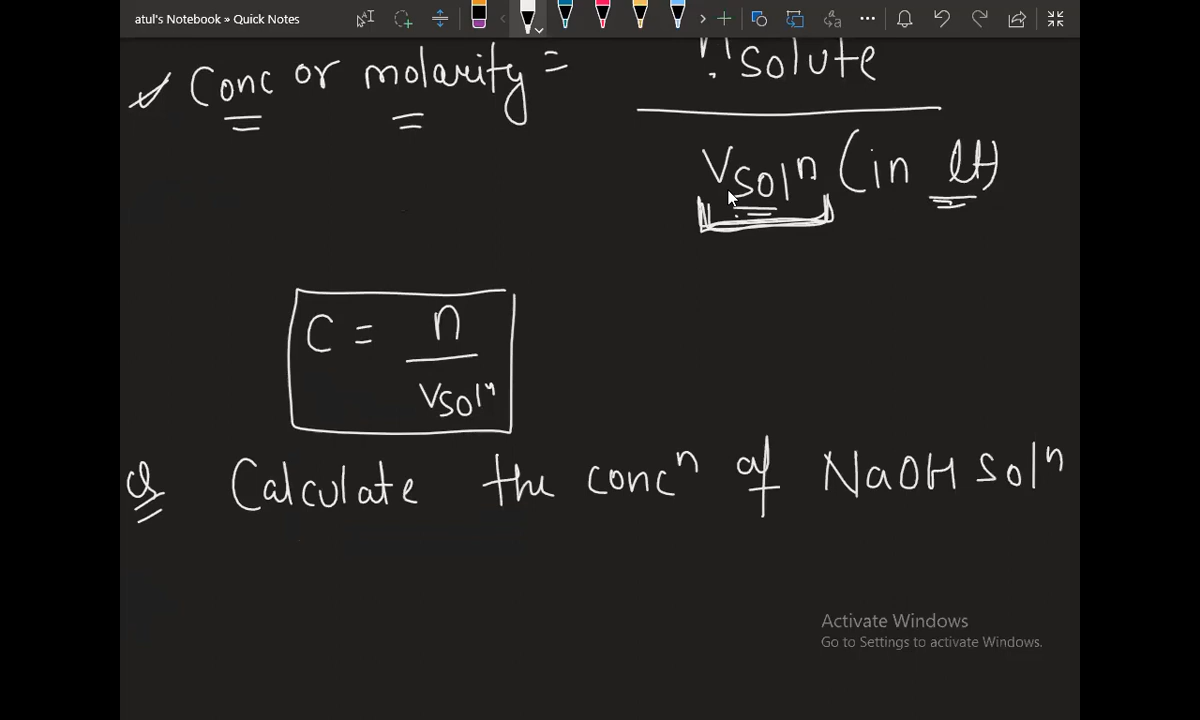 atul's Notebook » Quick Notes
n solute
Conc or molarity =
Vsoln (in lt)
C = n
Vsoln
Q Calculate the concn of NaOH Soln
Activate Windows
Go to Settings to activate Windows.